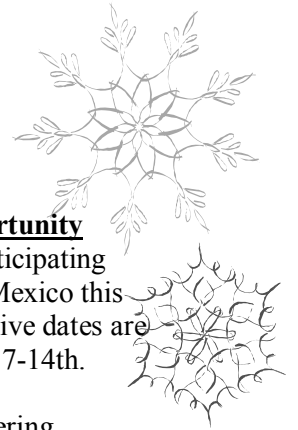 rtunity
ticipating
Mexico this
ive dates are
7-14th.
ering